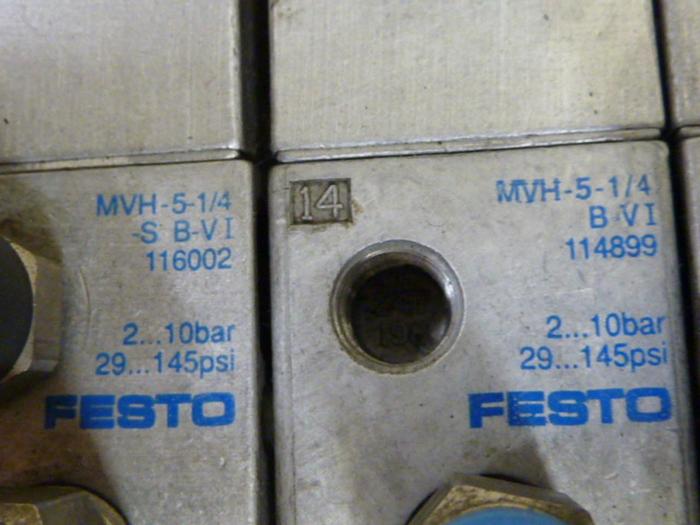 MVH-5-1/4
-S B-VI
116002
2...10bar
29...145psi
FESTO
14
MVH-5-1/4
B-VI
114899
2...10bar
29...145psi
FESTO